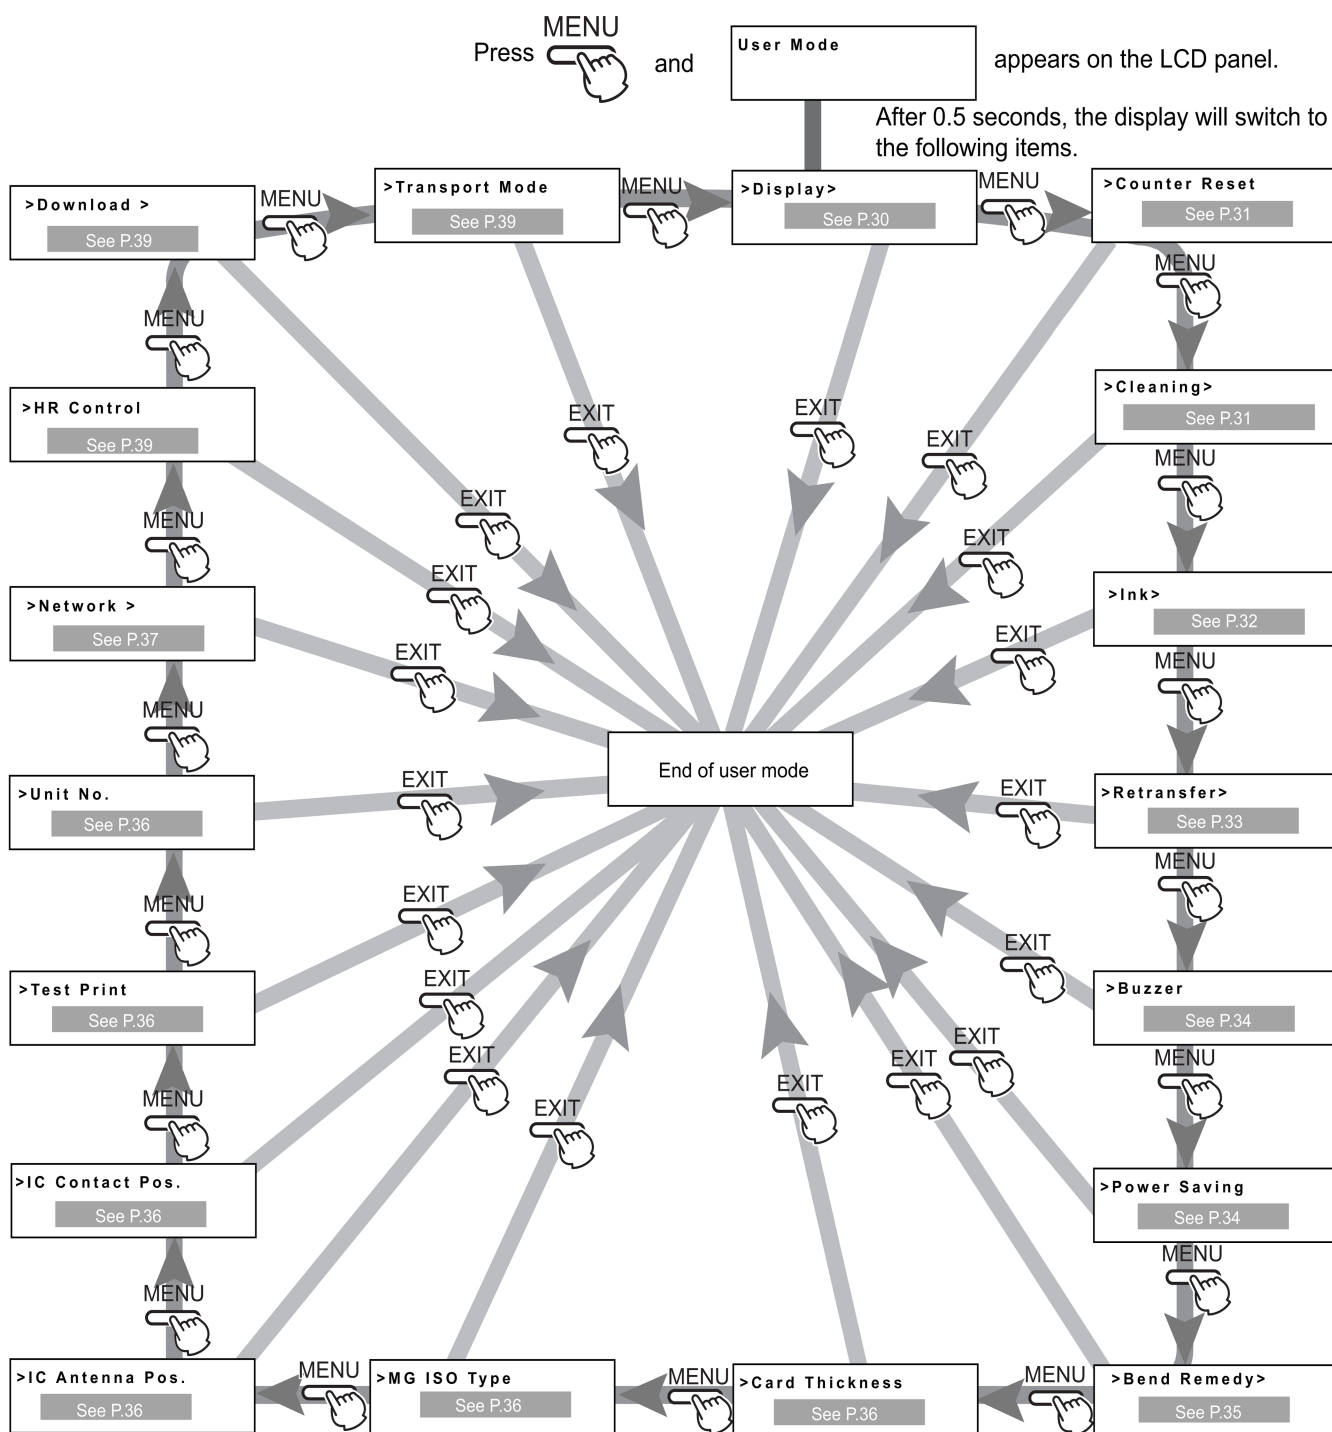 MENU
Press
and
User Mode
appears on the LCD panel.
After 0.5 seconds, the display will switch to
the following items.
>Download >
See P.39
MENU
>Transport Mode
See P.39
MENU
>Display>
See P.30
MENU
>Counter Reset
See P.31
MENU
MENU
>HR Control
See P.39
EXIT
EXIT
EXIT
>Cleaning>
See P.31
MENU
MENU
EXIT
EXIT
EXIT
EXIT
>Network >
See P.37
>Ink>
See P.32
EXIT
EXIT
MENU
MENU
End of user mode
>Unit No.
See P.36
EXIT
EXIT
>Retransfer>
See P.33
MENU
MENU
EXIT
EXIT
>Test Print
See P.36
EXIT
>Buzzer
See P.34
MENU
MENU
EXIT
EXIT
EXIT
EXIT
EXIT
>IC Contact Pos.
See P.36
>Power Saving
See P.34
MENU
MENU
>IC Antenna Pos.
See P.36
MENU
>MG ISO Type
See P.36
MENU
>Card Thickness
See P.36
MENU
>Bend Remedy>
See P.35